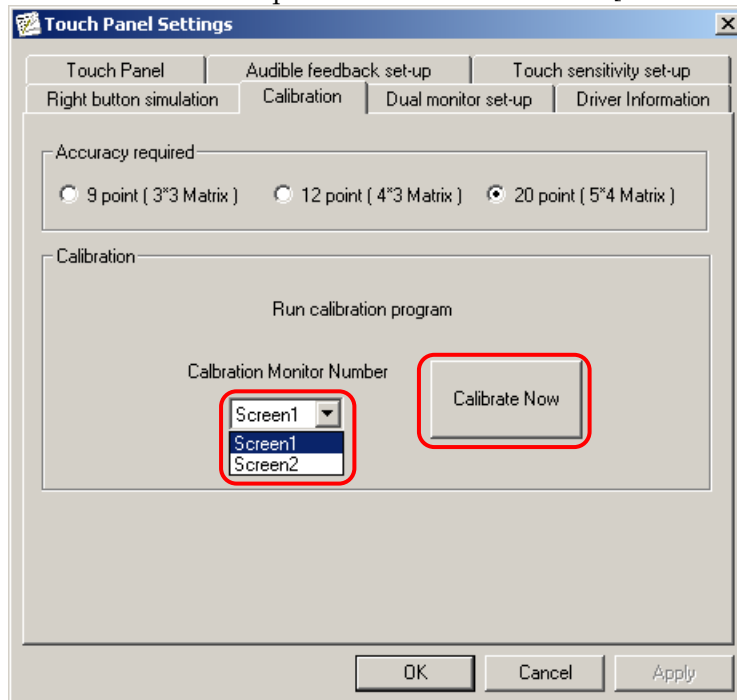 Touch Panel Settings
Touch Panel Audible feedback set-up Touch sensitivity set-up
Right button simulation Calibration Dual monitor set-up Driver Information
Accuracy required
9 point ( 3*3 Matrix ) 12 point ( 4*3 Matrix ) 20 point ( 5*4 Matrix )
Calibration
Run calibration program
Calbration Monitor Number
Calibrate Now
Screen1
Screen1
Screen2
OK Cancel Apply